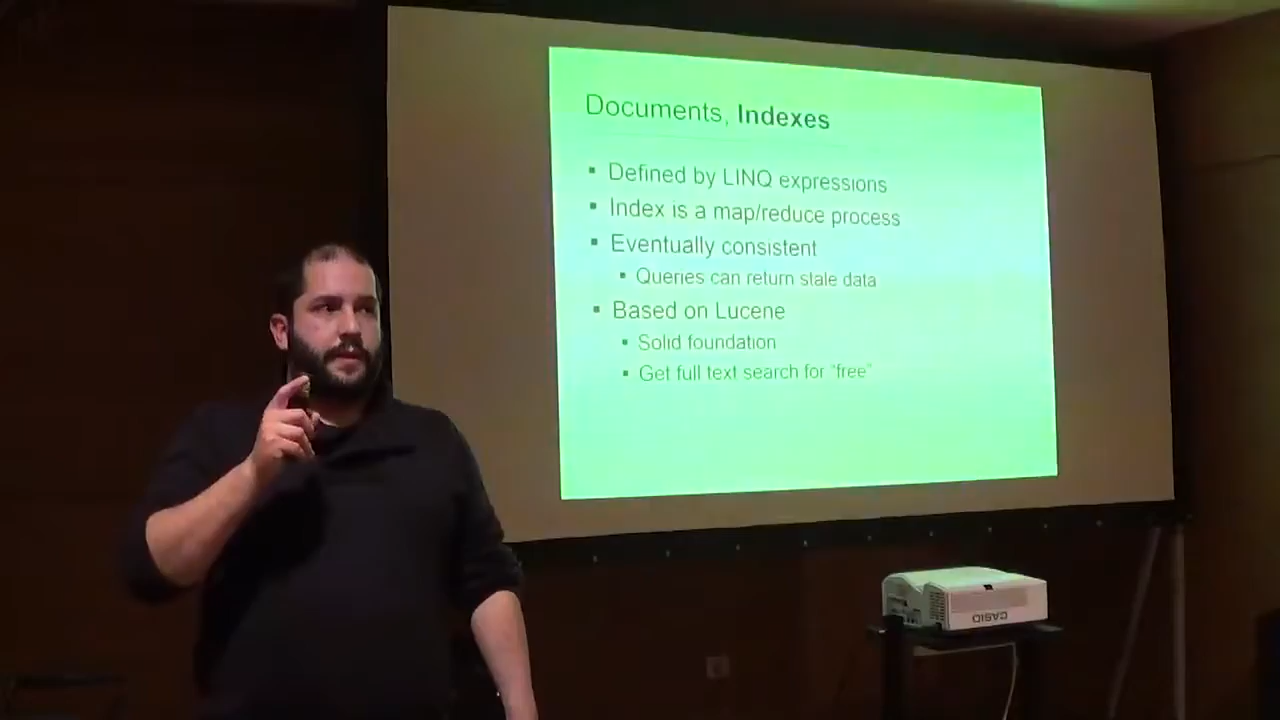 Documents, Indexes
▪ Defined by LINQ expressions
▪ Index is a map/reduce process
▪ Eventually consistent
▪ Queries can return stale data
▪ Based on Lucene
▪ Solid foundation
▪ Get full text search for "free"
CASIO